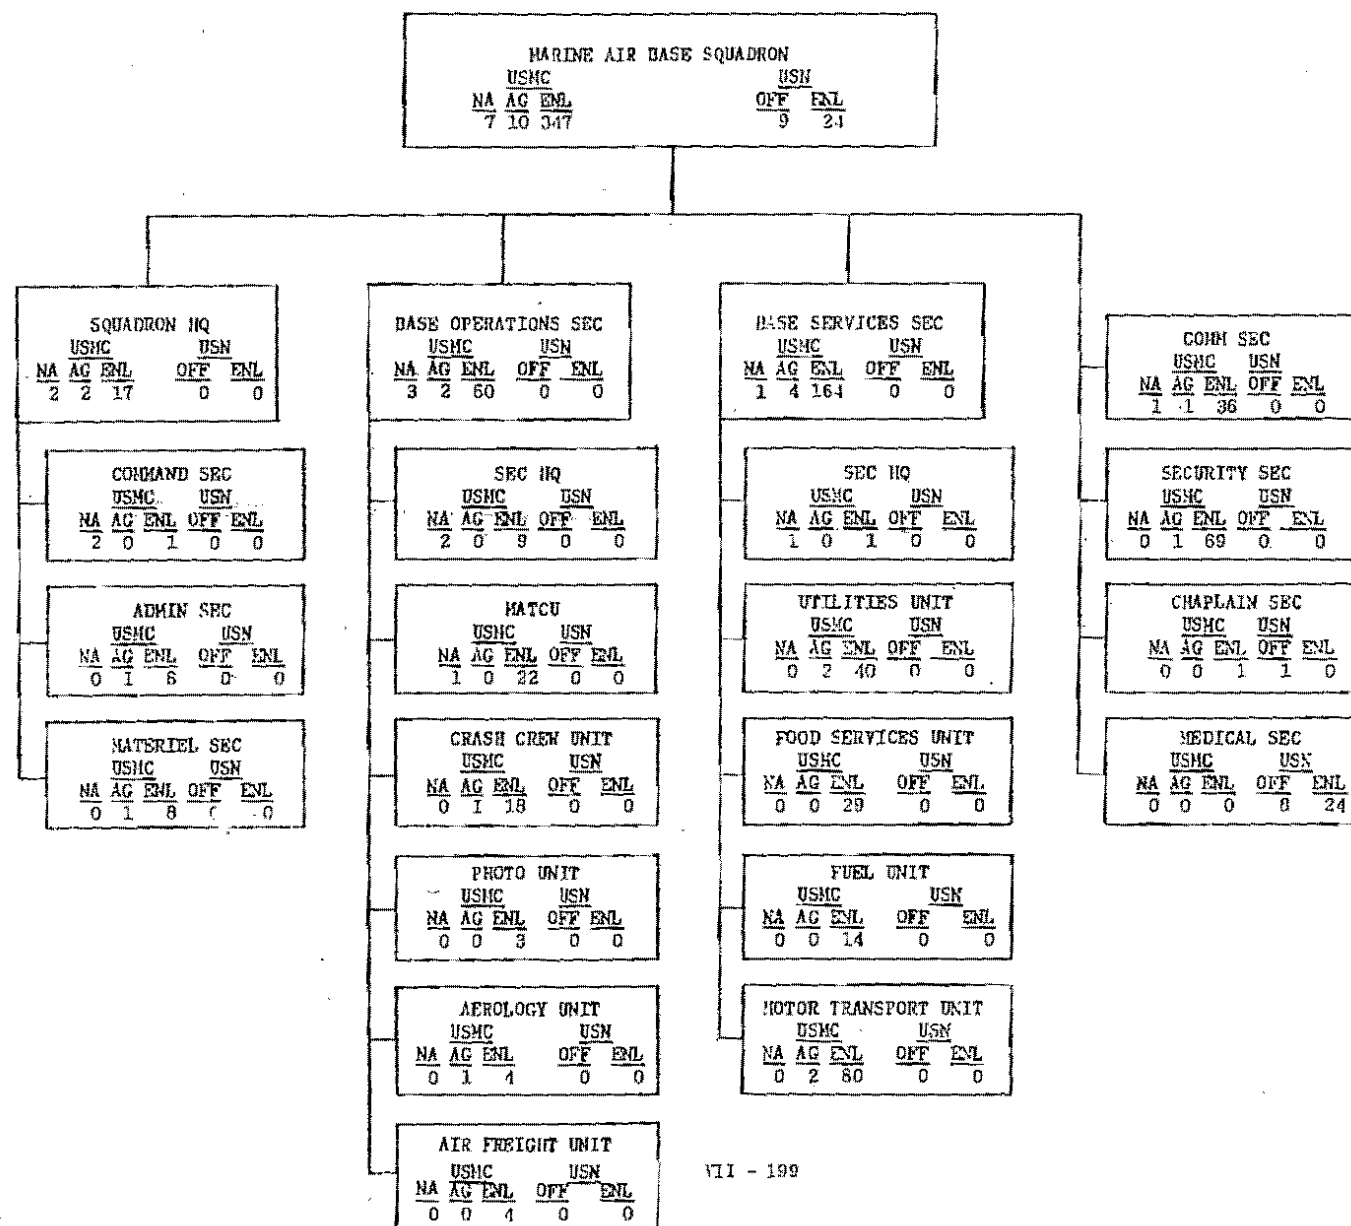 MARINE AIR BASE SQUADRON
USMC USN
NA AG ENL OFF ENL
7 10 347 9 24
SQUADRON HQ
USMC USN
NA AG ENL OFF ENL
2 2 17 0 0
COMMAND SEC
USMC USN
NA AG ENL OFF ENL
2 0 1 0 0
ADMIN SEC
USMC USN
NA AG ENL OFF ENL
0 1 8 0 0
MATERIEL SEC
USMC USN
NA AG ENL OFF ENL
0 1 8 0
BASE OPERATIONS SEC
USMC USN
NA AG ENL OFF ENL
3 2 60 0 0
SEC HQ
USMC USN
NA AG ENL OFF ENL
2 0 9 0 0
MATCU
USMC USN
NA AG ENL OFF ENL
1 0 22 0 0
CRASH CREW UNIT
USMC USN
NA AG ENL OFF ENL
0 1 18 0 0
PHOTO UNIT
USMC USN
NA AG ENL OFF ENL
0 0 3 0 0
AEROLOGY UNIT
USMC USN
NA AG ENL OFF ENL
0 1 4 0 0
AIR FREIGHT UNIT
USMC USN
NA AG ENL OFF ENL
0 0 4 0 0
BASE SERVICES SEC
USMC USN
NA AG ENL OFF ENL
1 4 164 0 0
SEC HQ
USMC USN
NA AG ENL OFF ENL
1 0 1 0 0
UTILITIES UNIT
USMC USN
NA AG ENL OFF ENL
0 2 40 0 0
FOOD SERVICES UNIT
USMC USN
NA AG ENL OFF ENL
0 0 29 0 0
FUEL UNIT
USMC USN
NA AG ENL OFF ENL
0 0 14 0 0
MOTOR TRANSPORT UNIT
USMC USN
NA AG ENL OFF ENL
0 2 80 0 0
COMM SEC
USMC USN
NA AG ENL OFF ENL
1 1 36 0 0
SECURITY SEC
USMC USN
NA AG ENL OFF ENL
0 1 69 0 0
CHAPLAIN SEC
USMC USN
NA AG ENL OFF ENL
0 0 1 1 0
MEDICAL SEC
USMC USN
NA AG ENL OFF ENL
0 0 0 8 24
VII - 199